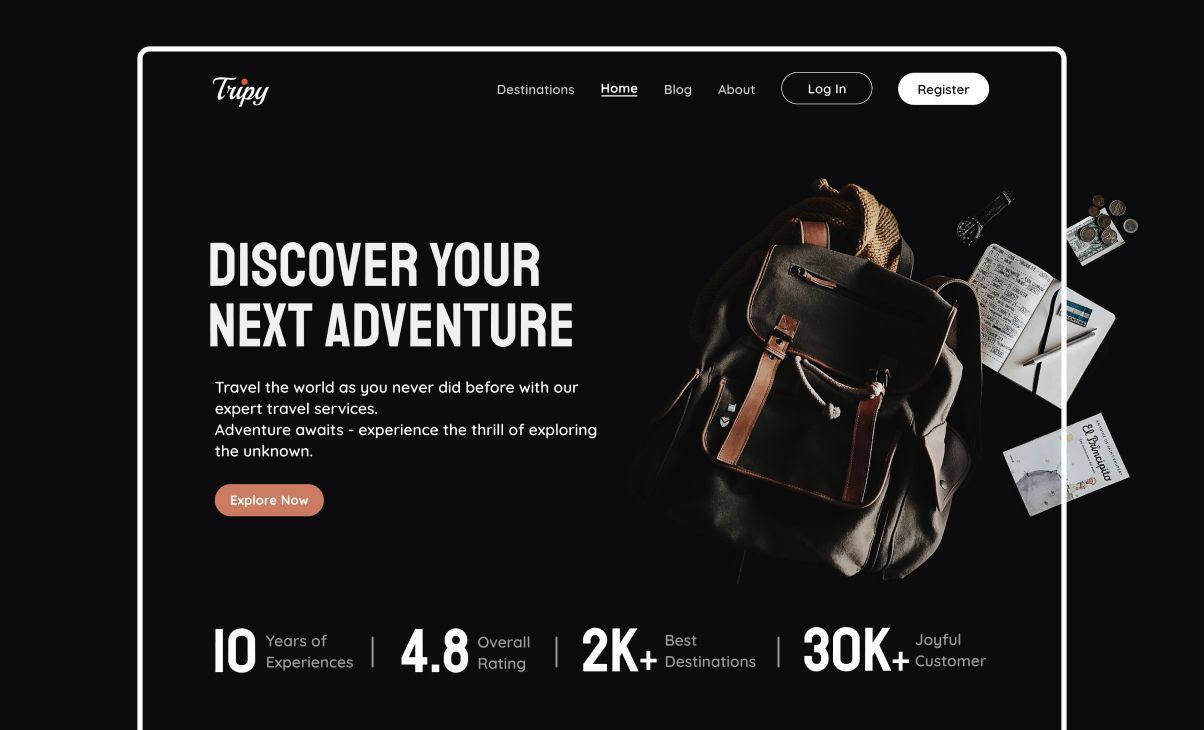 Tripy
Destinations
Home
Blog
About
Log In
Register
DISCOVER YOUR
NEXT ADVENTURE
Travel the world as you never did before with our
expert travel services.
Adventure awaits - experience the thrill of exploring
the unknown.
Explore Now
El Principito
10
Years of
Experiences
4.8
Overall
Rating
2K+
Best
Destinations
30K+
Joyful
Customer